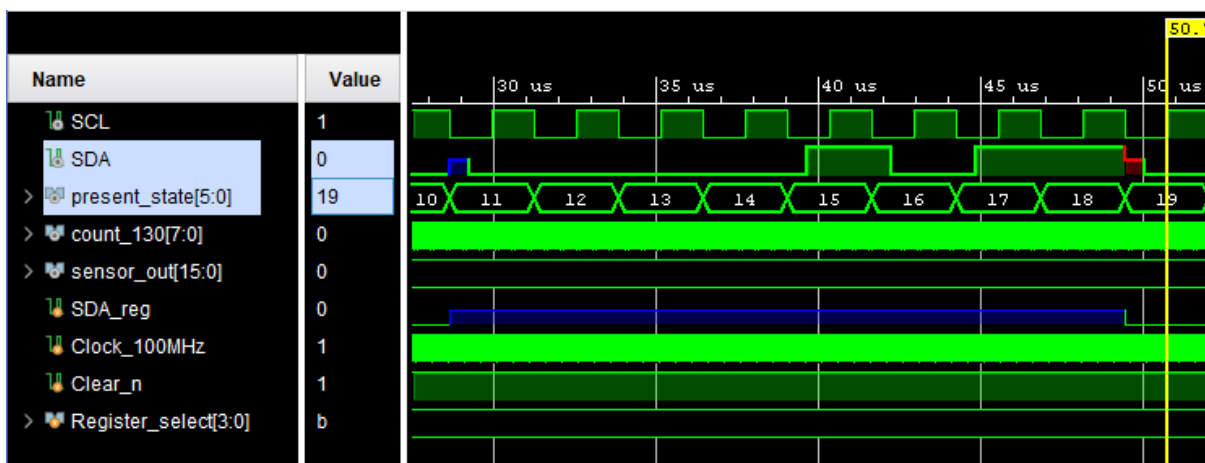 50.
Name Value
30 us 35 us 40 us 45 us 50 us
SCL 1
SDA 0
present_state[5:0] 19 10 11 12 13 14 15 16 17 18 19
count_130[7:0] 0
sensor_out[15:0] 0
SDA_reg 0
Clock_100MHz 1
Clear_n 1
Register_select[3:0] b